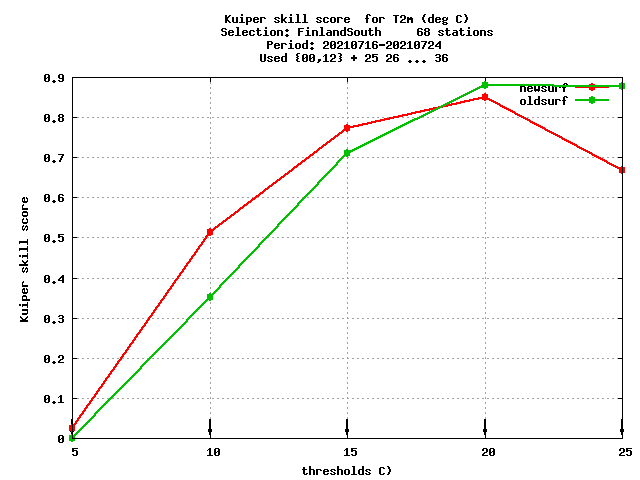 Kuiper skill score  for T2m (deg C)
Selection: FinlandSouth     68 stations
Period: 20210716-20210724
Used {00,12} + 25 26 ... 36
newsurf
oldsurf
0.9
0.8
0.7
0.6
0.5
0.4
0.3
0.2
0.1
0
Kuiper skill score
5 10 15 20 25
thresholds C)